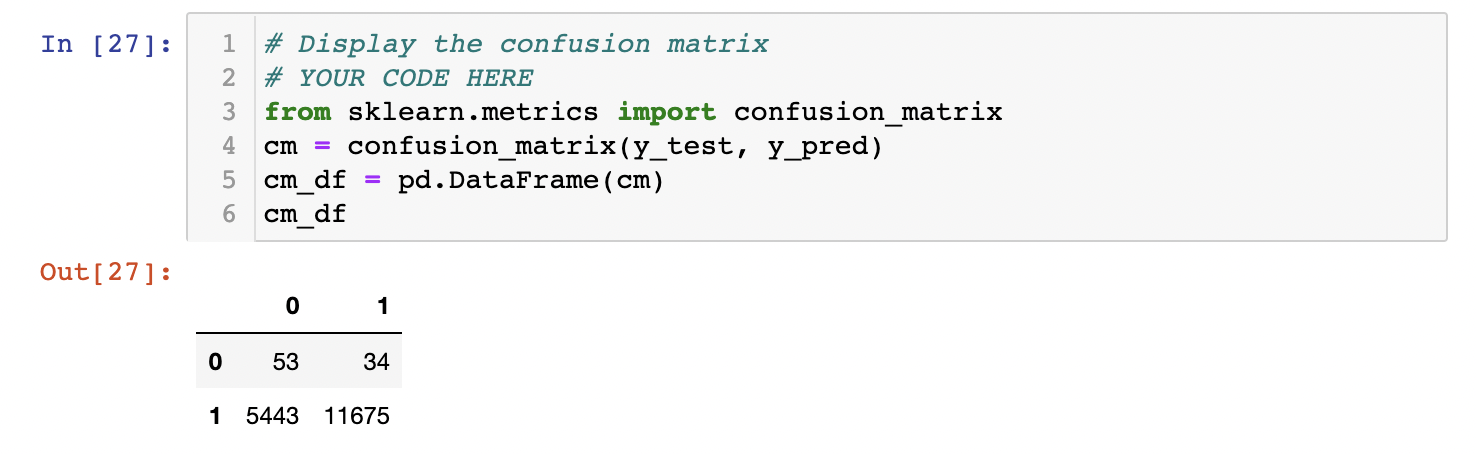 In [27]:
1 # Display the confusion matrix
2 # YOUR CODE HERE
3 from sklearn.metrics import confusion_matrix
4 cm = confusion_matrix(y_test, y_pred)
5 cm_df = pd.DataFrame(cm)
6 cm_df
Out[27]:
0 1
0 53 34
1 5443 11675